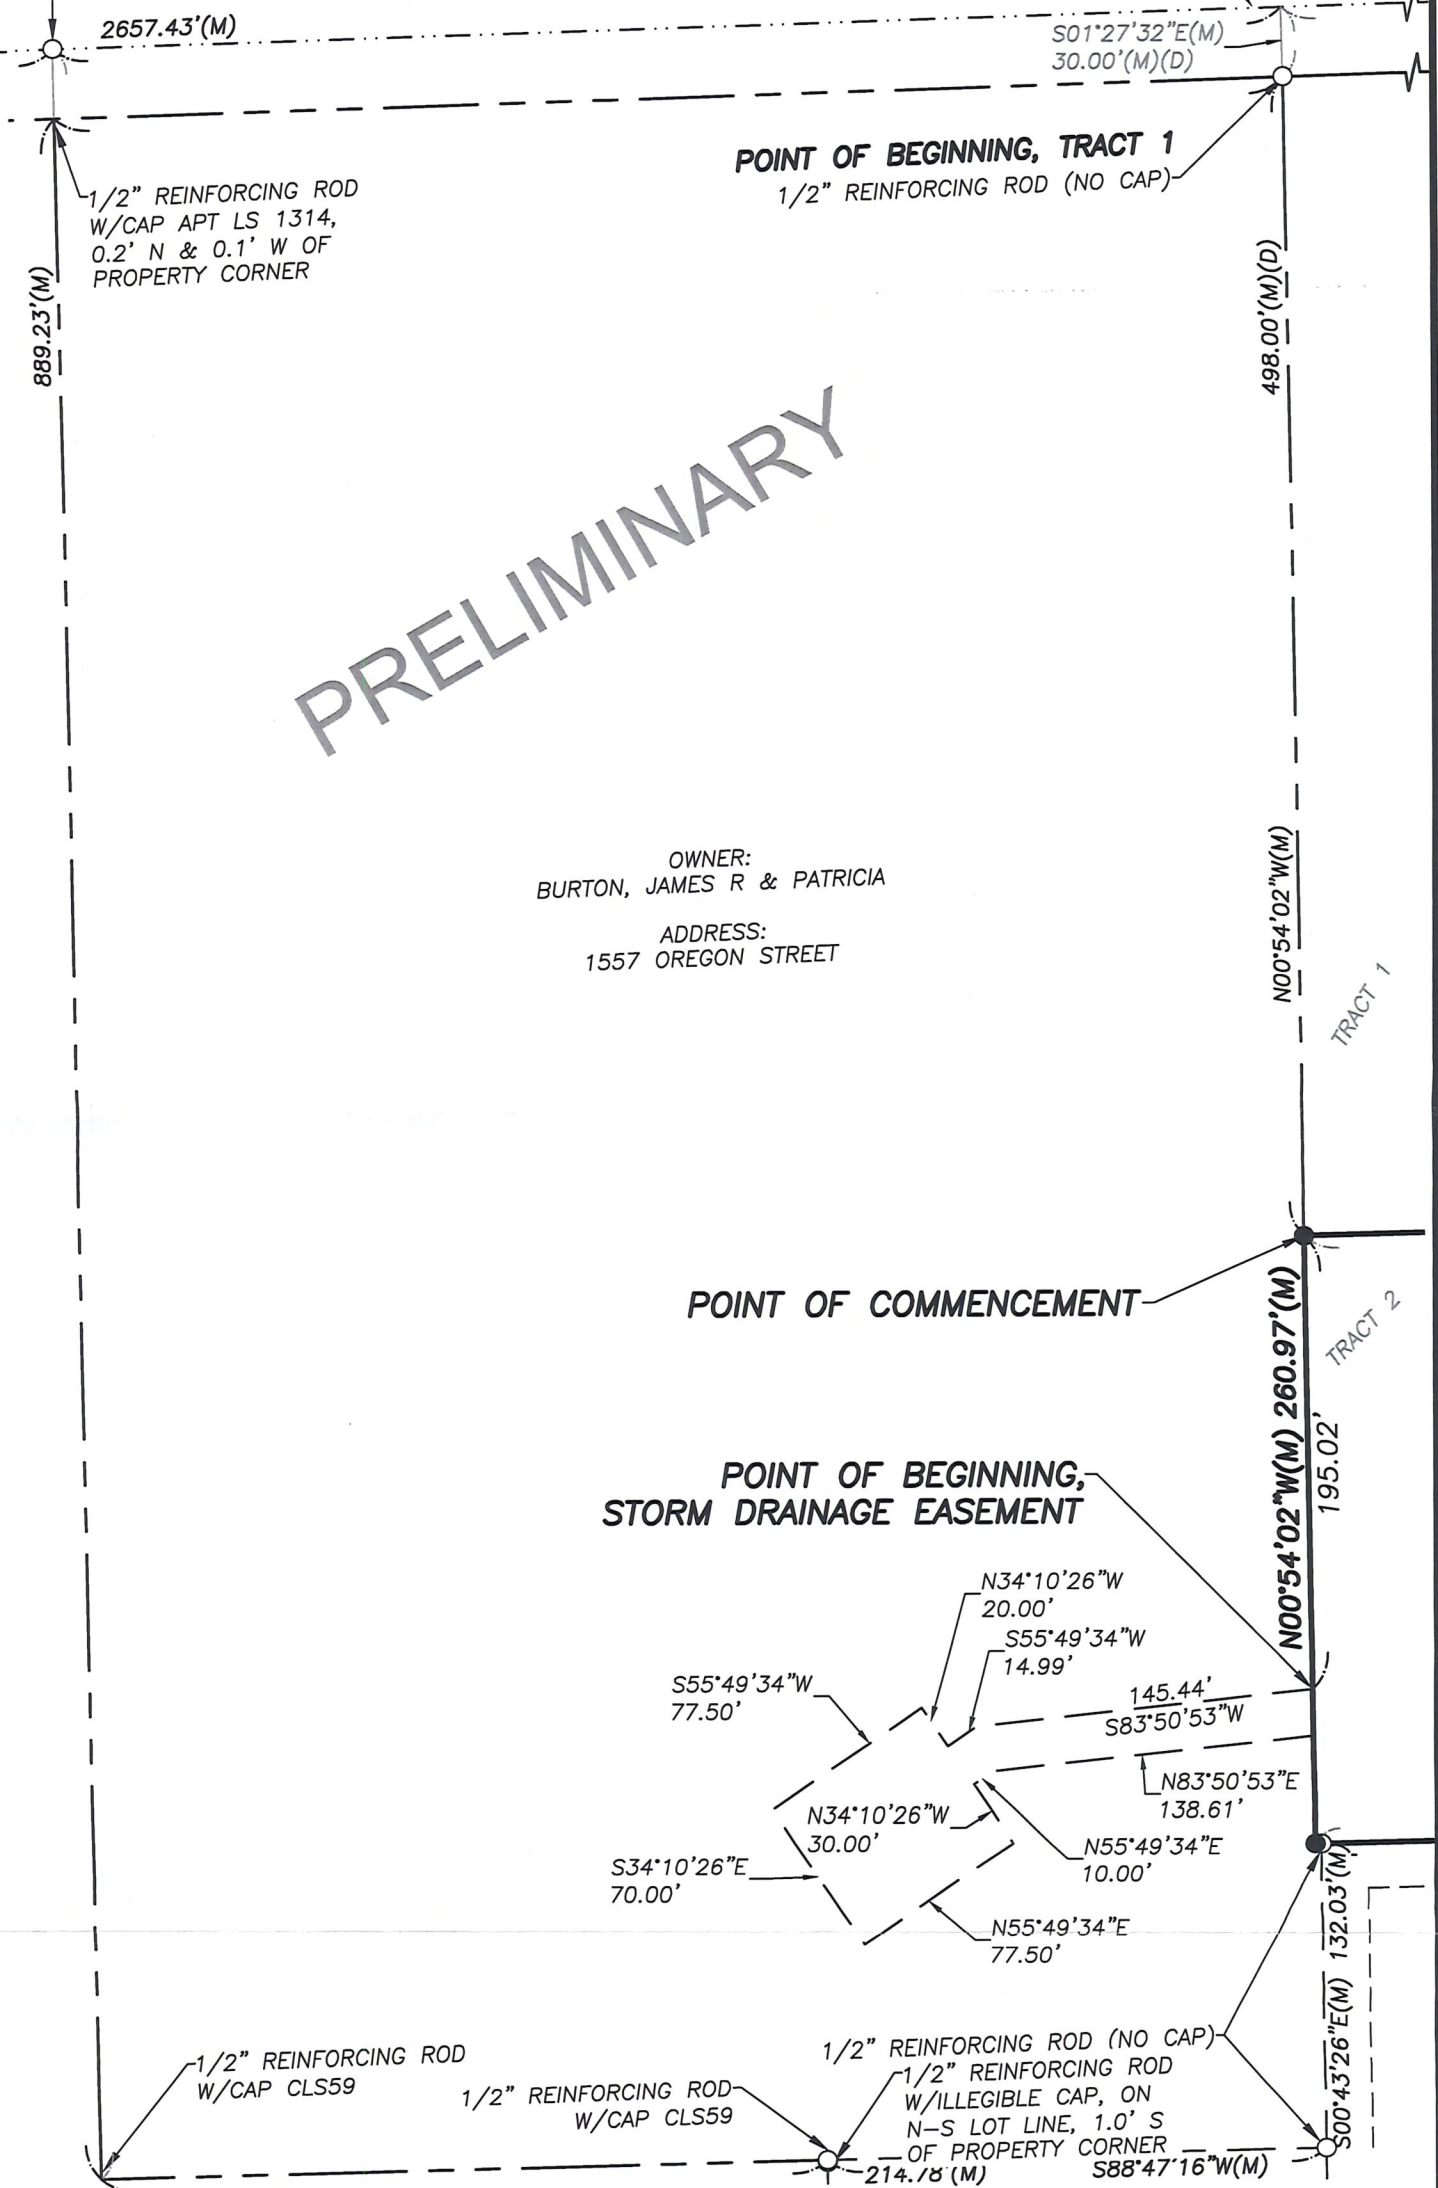 2657.43'(M)
S01°27'32"E(M)
30.00'(M)(D)
POINT OF BEGINNING, TRACT 1
1/2" REINFORCING ROD (NO CAP)
1/2" REINFORCING ROD
W/CAP APT LS 1314,
0.2' N & 0.1' W OF
PROPERTY CORNER
889.23'(M)
498.00'(M)(D)
PRELIMINARY
OWNER:
BURTON, JAMES R & PATRICIA
ADDRESS:
1557 OREGON STREET
N00°54'02"W(M)
TRACT 1
POINT OF COMMENCEMENT
TRACT 2
N00°54'02"W(M) 260.97'(M)
195.02'
POINT OF BEGINNING,
STORM DRAINAGE EASEMENT
N34°10'26"W
20.00'
S55°49'34"W
14.99'
S55°49'34"W
77.50'
145.44'
S83°50'53"W
N83°50'53"E
138.61'
N34°10'26"W
30.00'
N55°49'34"E
10.00'
S34°10'26"E
70.00'
N55°49'34"E
77.50'
S00°43'26"E(M) 132.03'(M)
1/2" REINFORCING ROD (NO CAP)
1/2" REINFORCING ROD
W/CAP CLS59
1/2" REINFORCING ROD
W/CAP CLS59
1/2" REINFORCING ROD
W/ILLEGIBLE CAP, ON
N-S LOT LINE, 1.0' S
OF PROPERTY CORNER
214.78'(M)
S88°47'16"W(M)